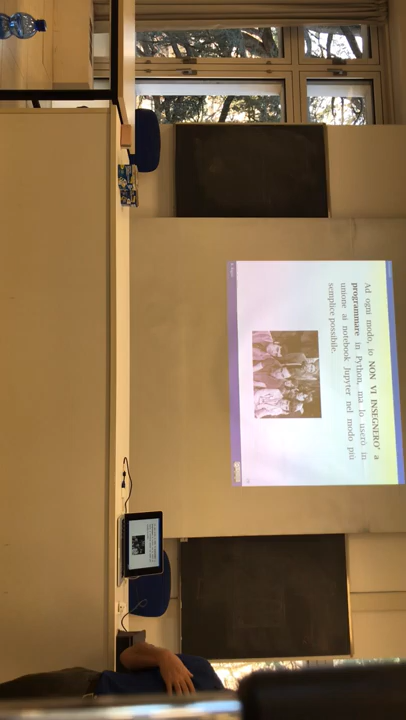 Ad ogni modo, io NON VI INSEGNERO' a
programmare in Python, ma lo userò in
unione ai notebook Jupyter nel modo più
semplice possibile.